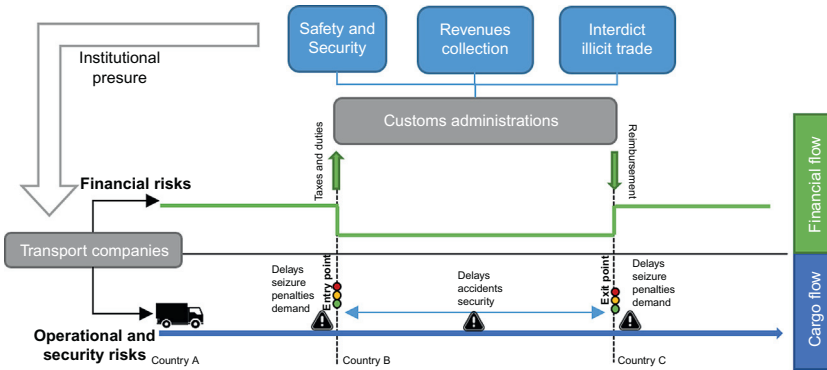 Safety and
Security
Revenues
collection
Interdict
illicit trade
Institutional
presure
Customs administrations
Taxes and duties
Reimbursement
Financial flow
Financial risks
Transport companies
Delays
seizure
penalties
demand
Entry point
Delays
accidents
security
Exit point
Delays
seizure
penalties
demand
Cargo flow
Operational and
security risks
Country A
Country B
Country C